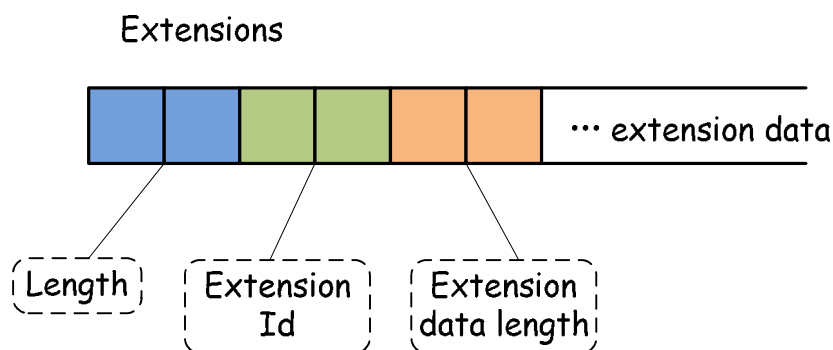 Extensions
··· extension data
Length
Extension
Id
Extension
data length